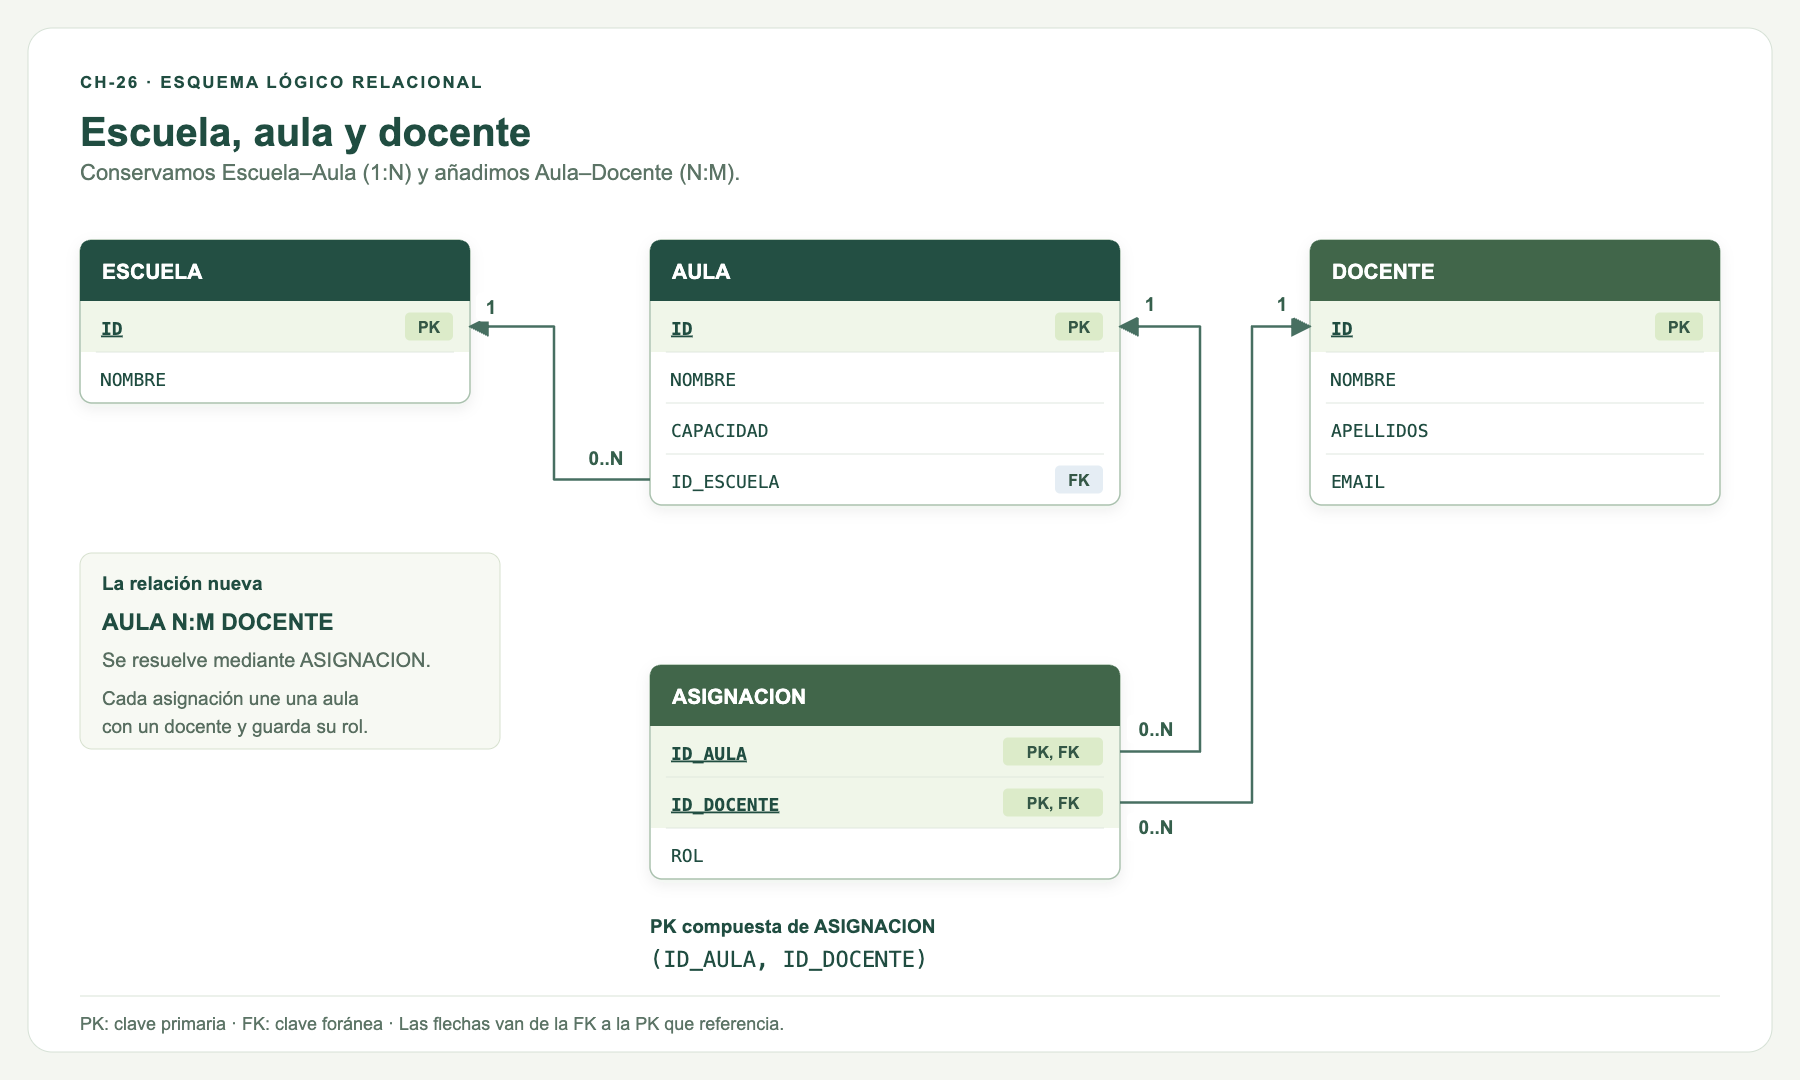 CH-26 · ESQUEMA LÓGICO RELACIONAL
Escuela, aula y docente
Conservamos Escuela–Aula (1:N) y añadimos Aula–Docente (N:M).
ESCUELA
ID PK
NOMBRE
1
0..N
AULA
ID PK
NOMBRE
CAPACIDAD
ID_ESCUELA FK
1
1
DOCENTE
ID PK
NOMBRE
APELLIDOS
EMAIL
La relación nueva
AULA N:M DOCENTE
Se resuelve mediante ASIGNACION.
Cada asignación une una aula
con un docente y guarda su rol.
ASIGNACION
ID_AULA PK, FK
ID_DOCENTE PK, FK
ROL
0..N
0..N
PK compuesta de ASIGNACION
(ID_AULA, ID_DOCENTE)
PK: clave primaria · FK: clave foránea · Las flechas van de la FK a la PK que referencia.